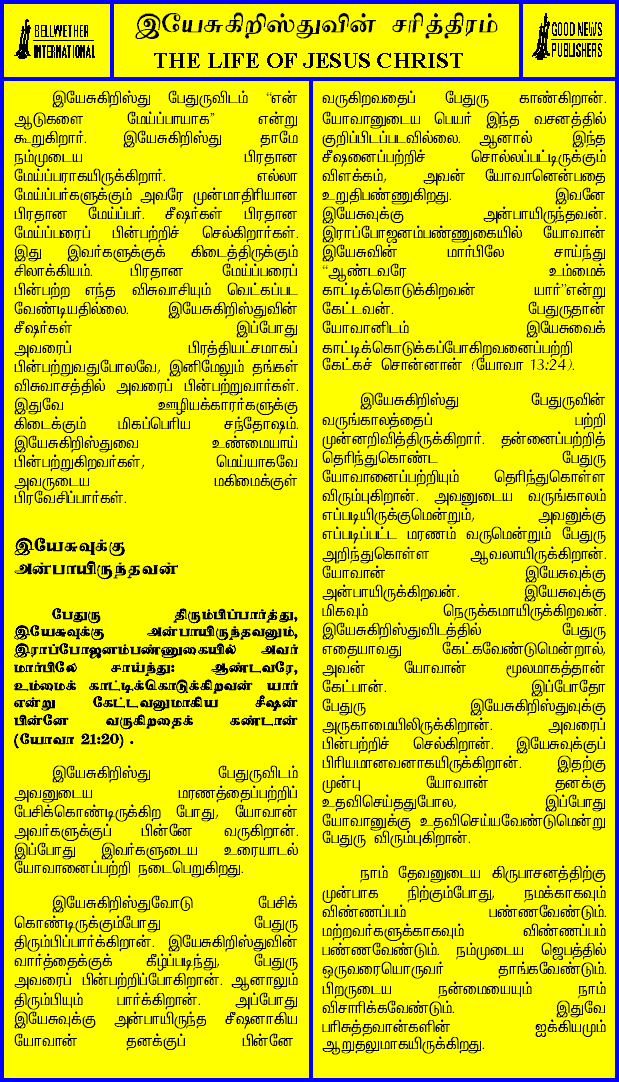 BELLWETHER
INTERNATIONAL
இயேசுகிறிஸ்துவின் சரித்திரம்
THE LIFE OF JESUS CHRIST
GOOD NEWS
PUBLISHERS
இயேசுகிறிஸ்து பேதுருவிடம் “என்
ஆடுகளை மேய்ப்பாயாக” என்று
கூறுகிறார். இயேசுகிறிஸ்து தாமே
நம்முடைய பிரதான
மேய்ப்பராகயிருக்கிறார். எல்லா
மேய்ப்பர்களுக்கும் அவரே முன்மாதிரியான
பிரதான மேய்ப்பர். சீஷர்கள் பிரதான
மேய்ப்பரைப் பின்பற்றிச் செல்கிறார்கள்.
இது இவர்களுக்குக் கிடைத்திருக்கும்
சிலாக்கியம். பிரதான மேய்ப்பரைப்
பின்பற்ற எந்த விசுவாசியும் வெட்கப்பட
வேண்டியதில்லை. இயேசுகிறிஸ்துவின்
சீஷர்கள் இப்போது
அவரைப் பிரத்தியட்சமாகப்
பின்பற்றுவதுபோலவே, இனிமேலும் தங்கள்
விசுவாசத்தில் அவரைப் பின்பற்றுவார்கள்.
இதுவே ஊழியக்காரர்களுக்கு
கிடைக்கும் மிகப்பெரிய சந்தோஷம்.
இயேசுகிறிஸ்துவை உண்மையாய்
பின்பற்றுகிறவர்கள், மெய்யாகவே
அவருடைய மகிமைக்குள்
பிரவேசிப்பார்கள்.
இயேசுவுக்கு
அன்பாயிருந்தவன்
பேதுரு திரும்பிப்பார்த்து,
இயேசுவுக்கு அன்பாயிருந்தவனும்,
இராப்போஜனம்பண்ணுகையில் அவர்
மார்பிலே சாய்ந்து: ஆண்டவரே,
உம்மைக் காட்டிக்கொடுக்கிறவன் யார்
என்று கேட்டவனுமாகிய சீஷன்
பின்னே வருகிறதைக் கண்டான்
(யோவா 21:20) .
இயேசுகிறிஸ்து பேதுருவிடம்
அவனுடைய மரணத்தைப்பற்றிப்
பேசிக்கொண்டிருக்கிற போது, யோவான்
அவர்களுக்குப் பின்னே வருகிறான்.
இப்போது இவர்களுடைய உரையாடல்
யோவானைப்பற்றி நடைபெறுகிறது.
இயேசுகிறிஸ்துவோடு பேசிக்
கொண்டிருக்கும்போது பேதுரு
திரும்பிப்பார்க்கிறான். இயேசுகிறிஸ்துவின்
வார்த்தைக்குக் கீழ்ப்படிந்து, பேதுரு
அவரைப் பின்பற்றிப்போகிறான். ஆனாலும்
திரும்பியும் பார்க்கிறான். அப்போது
இயேசுவுக்கு அன்பாயிருந்த சீஷனாகிய
யோவான் தனக்குப் பின்னே
வருகிறவதைப் பேதுரு காண்கிறான்.
யோவானுடைய பெயர் இந்த வசனத்தில்
குறிப்பிடப்படவில்லை. ஆனால் இந்த
சீஷனைப்பற்றிச் சொல்லப்பட்டிருக்கும்
விளக்கம், அவன் யோவானென்பதை
உறுதிபண்ணுகிறது. இவனே
இயேசுவுக்கு அன்பாயிருந்தவன்.
இராப்போஜனம்பண்ணுகையில் யோவான்
இயேசுவின் மார்பிலே சாய்ந்து
“ஆண்டவரே உம்மைக்
காட்டிக்கொடுக்கிறவன் யார்”என்று
கேட்டவன். பேதுருதான்
யோவானிடம் இயேசுவைக்
காட்டிக்கொடுக்கப்போகிறவனைப்பற்றி
கேட்கச் சொன்னான் (யோவா 13:24).
இயேசுகிறிஸ்து பேதுருவின்
வருங்காலத்தைப் பற்றி
முன்னறிவித்திருக்கிறார். தன்னைப்பற்றித்
தெரிந்துகொண்ட பேதுரு
யோவானைப்பற்றியும் தெரிந்துகொள்ள
விரும்புகிறான். அவனுடைய வருங்காலம்
எப்படியிருக்குமென்றும், அவனுக்கு
எப்படிப்பட்ட மரணம் வருமென்றும் பேதுரு
அறிந்துகொள்ள ஆவலாயிருக்கிறான்.
யோவான் இயேசுவுக்கு
அன்பாயிருக்கிறவன். இயேசுவுக்கு
மிகவும் நெருக்கமாயிருக்கிறவன்.
இயேசுகிறிஸ்துவிடத்தில் பேதுரு
எதையாவது கேட்கவேண்டுமென்றால்,
அவன் யோவான் மூலமாகத்தான்
கேட்பான். இப்போதோ
பேதுரு இயேசுகிறிஸ்துவுக்கு
அருகாமையிலிருக்கிறான். அவரைப்
பின்பற்றிச் செல்கிறான். இயேசுவுக்குப்
பிரியமானவனாகயிருக்கிறான். இதற்கு
முன்பு யோவான் தனக்கு
உதவிசெய்ததுபோல, இப்போது
யோவானுக்கு உதவிசெய்யவேண்டுமென்று
பேதுரு விரும்புகிறான்.
நாம் தேவனுடைய கிருபாசனத்திற்கு
முன்பாக நிற்கும்போது, நமக்காகவும்
விண்ணப்பம் பண்ணவேண்டும்.
மற்றவர்களுக்காகவும் விண்ணப்பம்
பண்ணவேண்டும். நம்முடைய ஜெபத்தில்
ஒருவரையொருவர் தாங்கவேண்டும்.
பிறருடைய நன்மையையும் நாம்
விசாரிக்கவேண்டும். இதுவே
பரிசுத்தவான்களின் ஐக்கியமும்
ஆறுதலுமாகயிருக்கிறது.